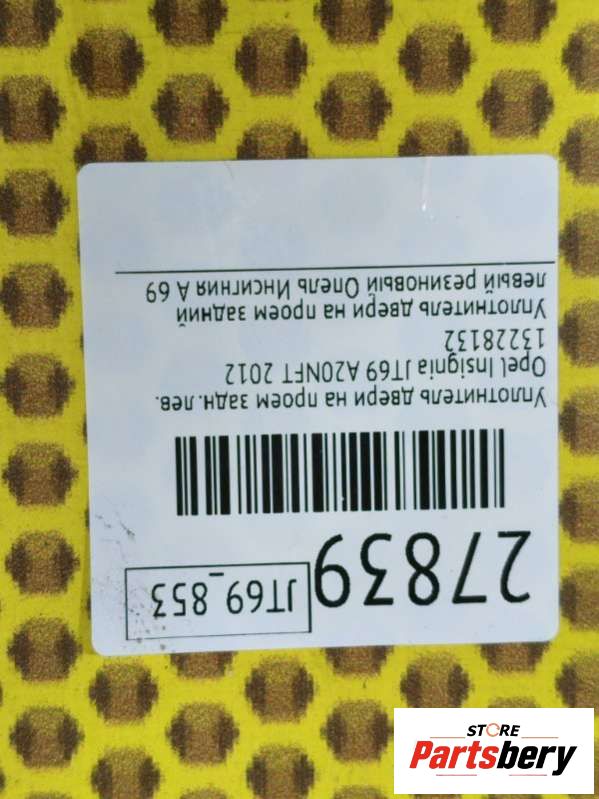 27839
JT69_853
Уплотнитель двери на проем задн.лев.
Opel Insignia JT69 A20NFT 2012
13228132
Уплотнитель двери на проем задний
левый резиновый Опель Инсигния А 69
STORE
Partsbery